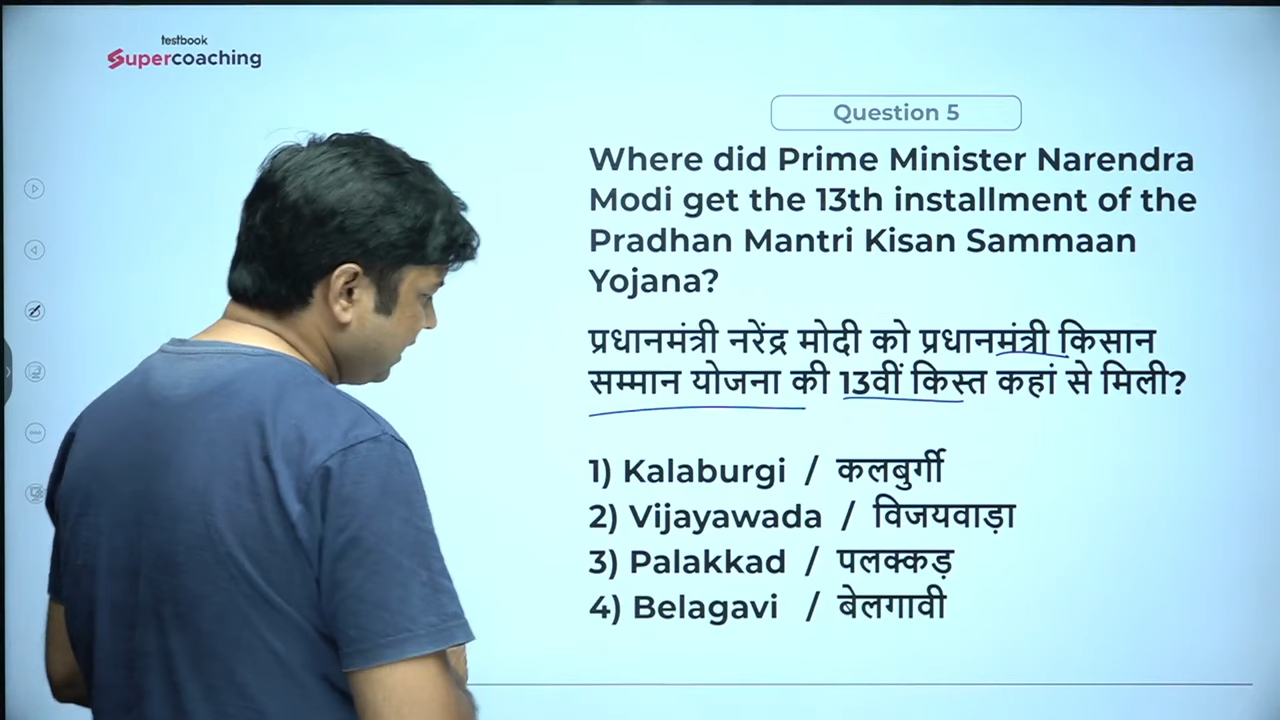 testbook
Supercoaching
Question 5
Where did Prime Minister Narendra
Modi get the 13th installment of the
Pradhan Mantri Kisan Sammaan
Yojana?
प्रधानमंत्री नरेंद्र मोदी को प्रधानमंत्री किसान
सम्मान योजना की 13वीं किस्त कहां से मिली?
1) Kalaburgi / कलबुर्गी
2) Vijayawada / विजयवाड़ा
3) Palakkad / पलक्कड़
4) Belagavi / बेलगावी